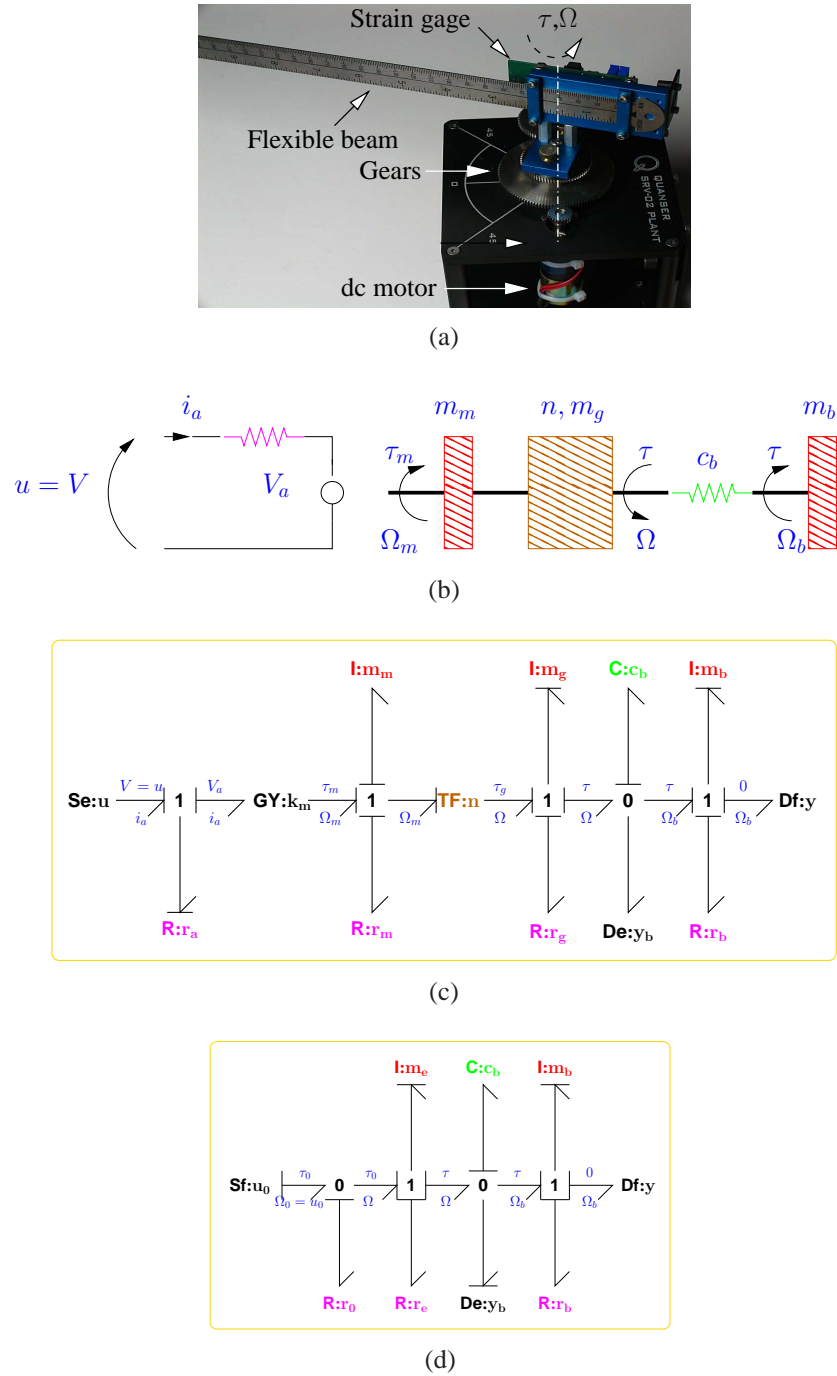 Strain gage
τ,Ω
Flexible beam
Gears
45
0
45
QUANSER
SRV-02 PLANT
dc motor
(a)
i_a
u = V
V_a
m_m
n, m_g
m_b
τ_m
τ
c_b
τ
Ω_m
Ω
Ω_b
(b)
I:m_m
I:m_g
C:c_b
I:m_b
Se:u
V = u
i_a
1
V_a
i_a
GY:k_m
τ_m
Ω_m
1
Ω_m
TF:n
τ_g
Ω
1
τ
Ω
0
τ
Ω_b
1
0
Ω_b
Df:y
R:r_a
R:r_m
R:r_g
De:y_b
R:r_b
(c)
I:m_e
C:c_b
I:m_b
Sf:u_0
τ_0
Ω_0 = u_0
0
τ_0
Ω
1
τ
Ω
0
τ
Ω_b
1
0
Ω_b
Df:y
R:r_0
R:r_e
De:y_b
R:r_b
(d)